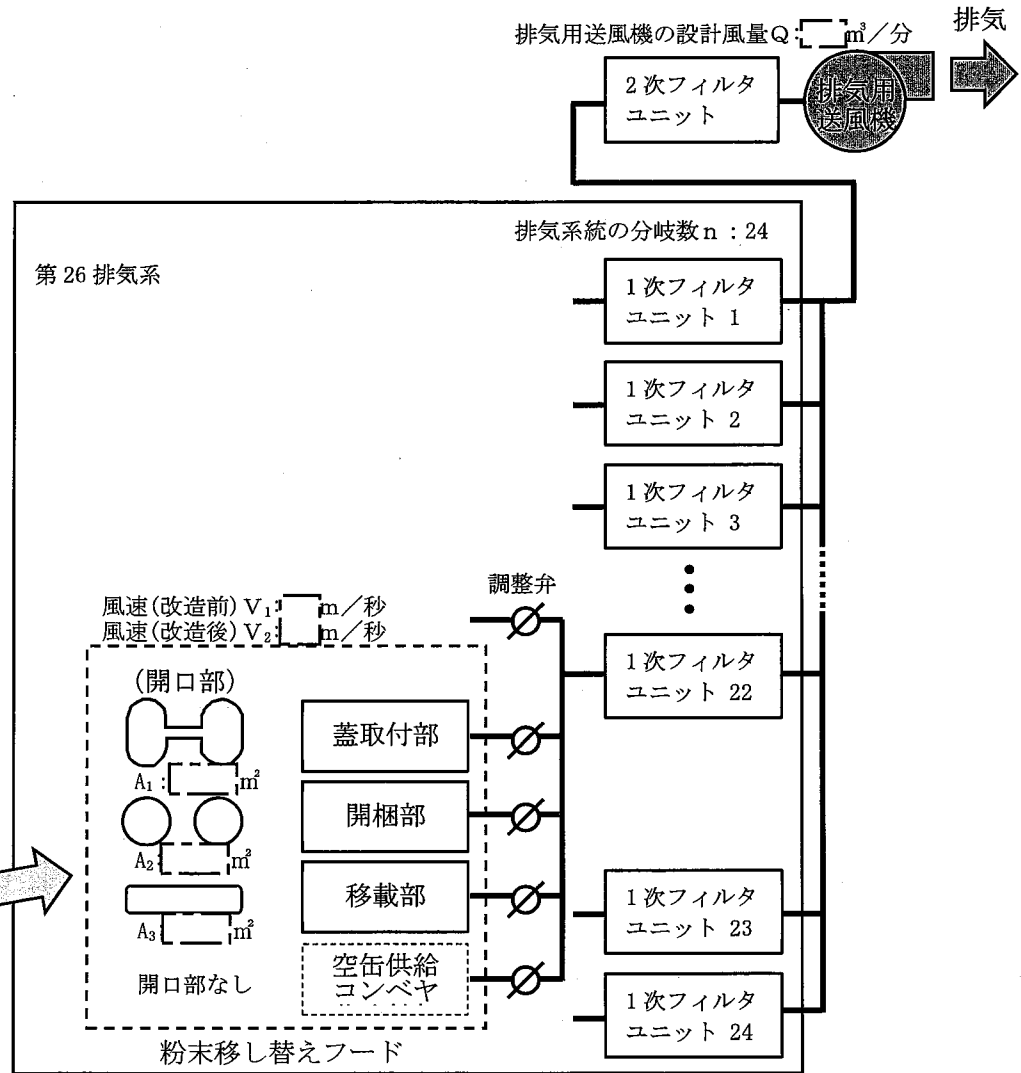 排気用送風機の設計風量Q: m³／分
排気
2次フィルタ
ユニット
排気用
送風機
排気系統の分岐数n：24
第26排気系
1次フィルタ
ユニット 1
1次フィルタ
ユニット 2
1次フィルタ
ユニット 3
調整弁
風速(改造前)V₁: m／秒
風速(改造後)V₂: m／秒
1次フィルタ
ユニット 22
(開口部)
蓋取付部
A₁: m²
開梱部
A₂: m²
移載部
A₃: m²
1次フィルタ
ユニット 23
開口部なし
空缶供給
コンベヤ
1次フィルタ
ユニット 24
粉末移し替えフード